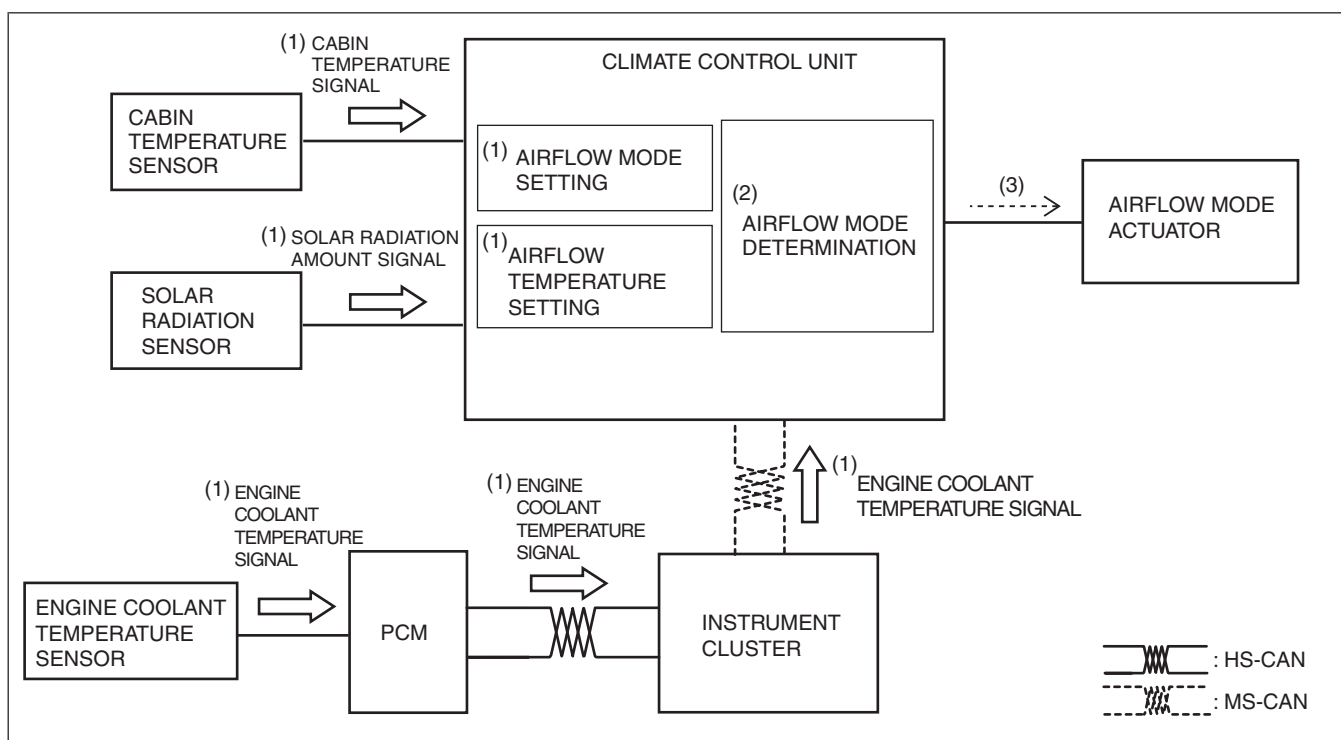 (1) CABIN
TEMPERATURE
SIGNAL
CABIN
TEMPERATURE
SENSOR
(1) SOLAR RADIATION
AMOUNT SIGNAL
SOLAR
RADIATION
SENSOR
CLIMATE CONTROL UNIT
(1) AIRFLOW MODE
SETTING
(1) AIRFLOW
TEMPERATURE
SETTING
(2)
AIRFLOW MODE
DETERMINATION
(3)
AIRFLOW MODE
ACTUATOR
(1)
ENGINE COOLANT
TEMPERATURE SIGNAL
(1) ENGINE
COOLANT
TEMPERATURE
SIGNAL
(1) ENGINE
COOLANT
TEMPERATURE
SIGNAL
ENGINE COOLANT
TEMPERATURE
SENSOR
PCM
INSTRUMENT
CLUSTER
: HS-CAN
: MS-CAN